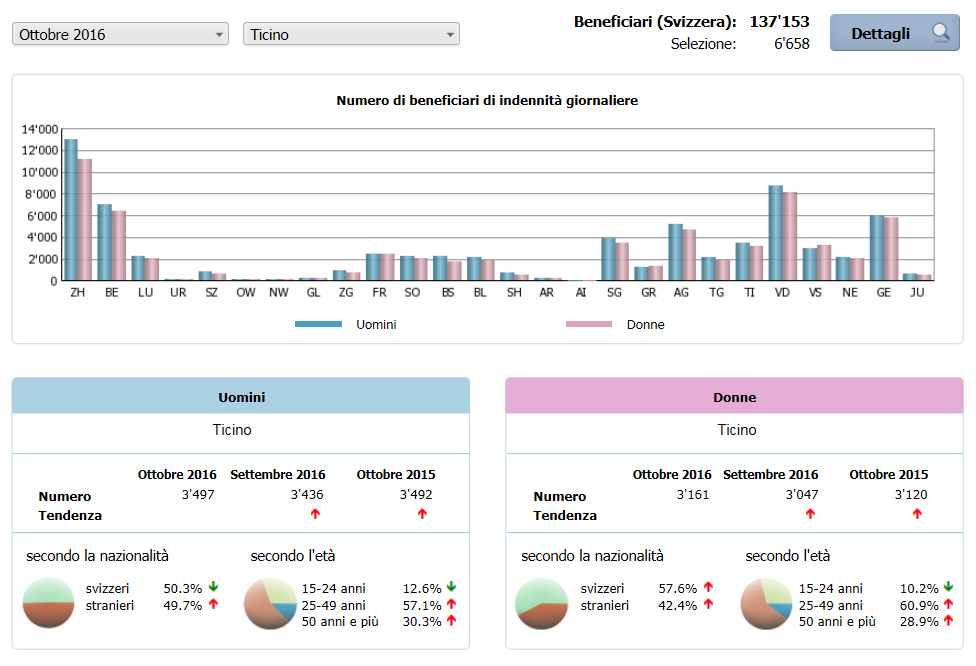 Ottobre 2016 Ticino Beneficiari (Svizzera): 137'153 Dettagli
Selezione: 6'658
Numero di beneficiari di indennità giornaliere
14'000
12'000
10'000
8'000
6'000
4'000
2'000
0
ZH BE LU UR SZ OW NW GL ZG FR SO BS BL SH AR AI SG GR AG TG TI VD VS NE GE JU
Uomini Donne
Uomini
Ticino
Ottobre 2016 Settembre 2016 Ottobre 2015
Numero 3'497 3'436 3'492
Tendenza
secondo la nazionalità secondo l'età
svizzeri 50.3% 15-24 anni 12.6%
stranieri 49.7% 25-49 anni 57.1%
50 anni e più 30.3%
Donne
Ticino
Ottobre 2016 Settembre 2016 Ottobre 2015
Numero 3'161 3'047 3'120
Tendenza
secondo la nazionalità secondo l'età
svizzeri 57.6% 15-24 anni 10.2%
stranieri 42.4% 25-49 anni 60.9%
50 anni e più 28.9%